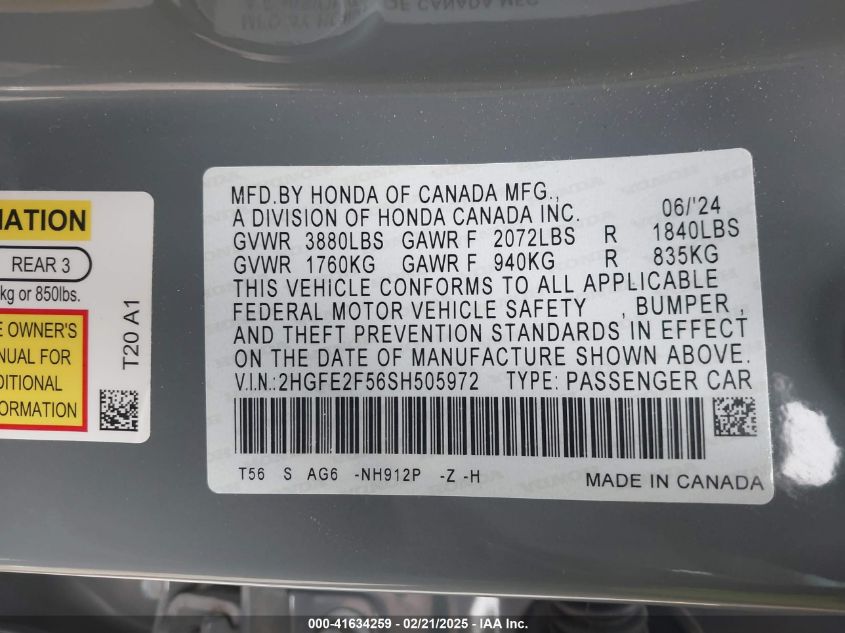 MATION
REAR 3
kg or 850lbs.
E OWNER'S
NUAL FOR
DITIONAL
FORMATION
T20 A1
MFD.BY HONDA OF CANADA MFG.,
A DIVISION OF HONDA CANADA INC. 06/'24
GVWR 3880LBS GAWR F 2072LBS R 1840LBS
GVWR 1760KG GAWR F 940KG R 835KG
THIS VEHICLE CONFORMS TO ALL APPLICABLE
FEDERAL MOTOR VEHICLE SAFETY , BUMPER ,
AND THEFT PREVENTION STANDARDS IN EFFECT
ON THE DATE OF MANUFACTURE SHOWN ABOVE.
V.I.N.:2HGFE2F56SH505972 TYPE: PASSENGER CAR
T56 S AG6 -NH912P -Z -H
MADE IN CANADA
000-41634259 - 02/21/2025 - IAA Inc.